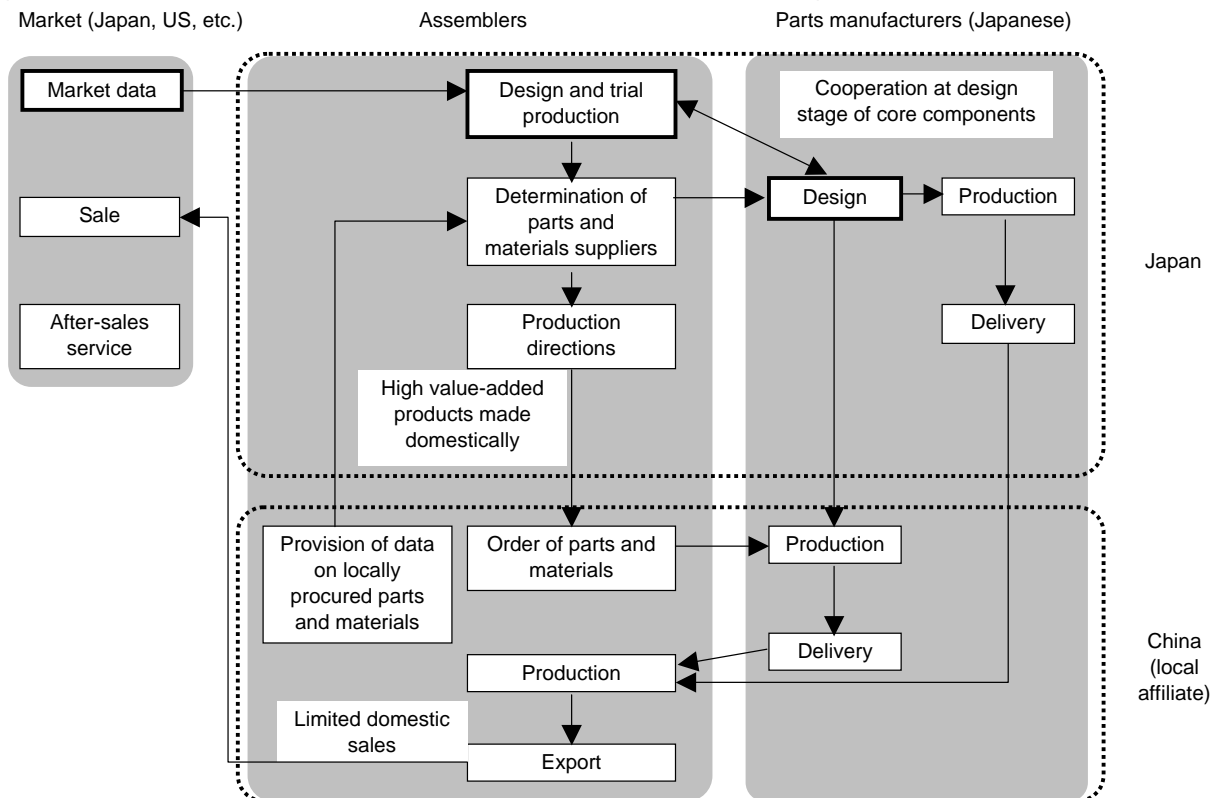 Market (Japan, US, etc.)
Assemblers
Parts manufacturers (Japanese)
Market data
Design and trial
production
Cooperation at design
stage of core components
Sale
Determination of
parts and
materials suppliers
Design
Production
Japan
After-sales
service
Production
directions
Delivery
High value-added
products made
domestically
Provision of data
on locally
procured parts
and materials
Order of parts and
materials
Production
Delivery
China
(local
affiliate)
Production
Limited domestic
sales
Export